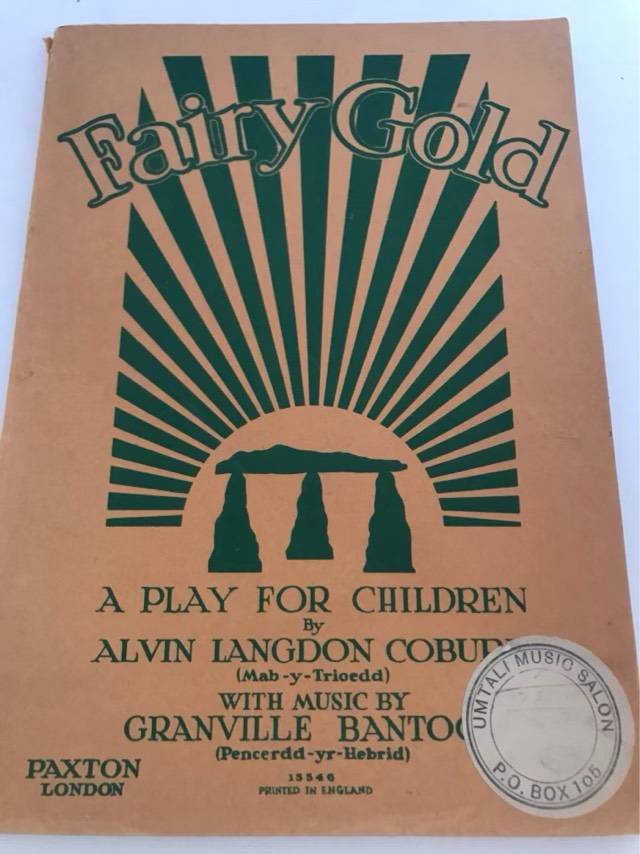 Fairy Gold
A PLAY FOR CHILDREN
By
ALVIN LANGDON COBUR
(Mab-y-Trioedd)
WITH MUSIC BY
GRANVILLE BANTOC
(Pencerdd-yr-Hebrid)
PAXTON
LONDON
15546
PRINTED IN ENGLAND
UMTALI MUSIC SALON
P.O. BOX 105